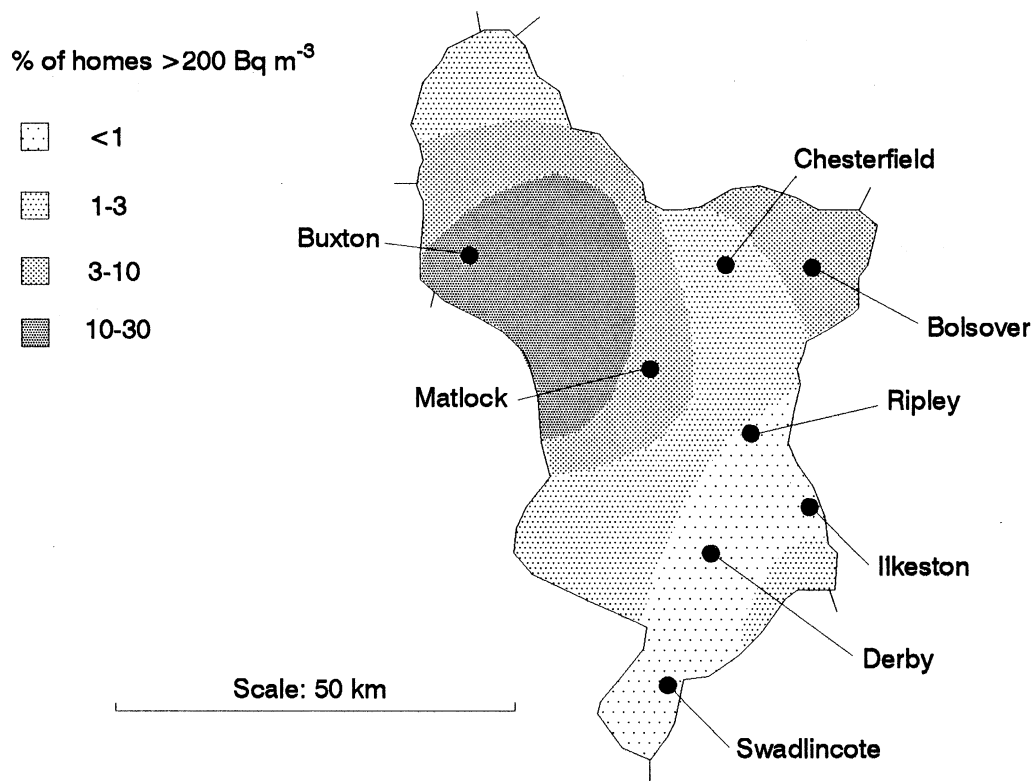 % of homes >200 Bq m⁻³
<1
1-3
3-10
10-30
Chesterfield
Buxton
Bolsover
Matlock
Ripley
Ilkeston
Derby
Scale: 50 km
Swadlincote